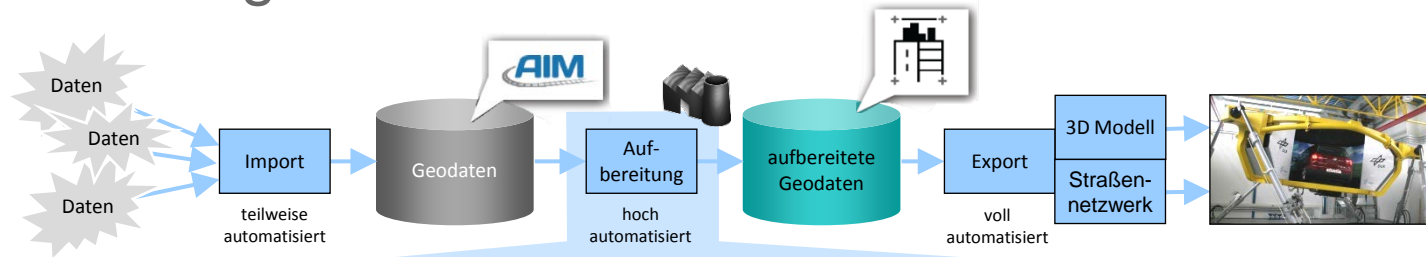 Daten
Daten
Daten
Import
teilweise
automatisiert
AIM
Geodaten
Auf-
bereitung
hoch
automatisiert
aufbereitete
Geodaten
Export
voll
automatisiert
3D Modell
Straßen-
netzwerk